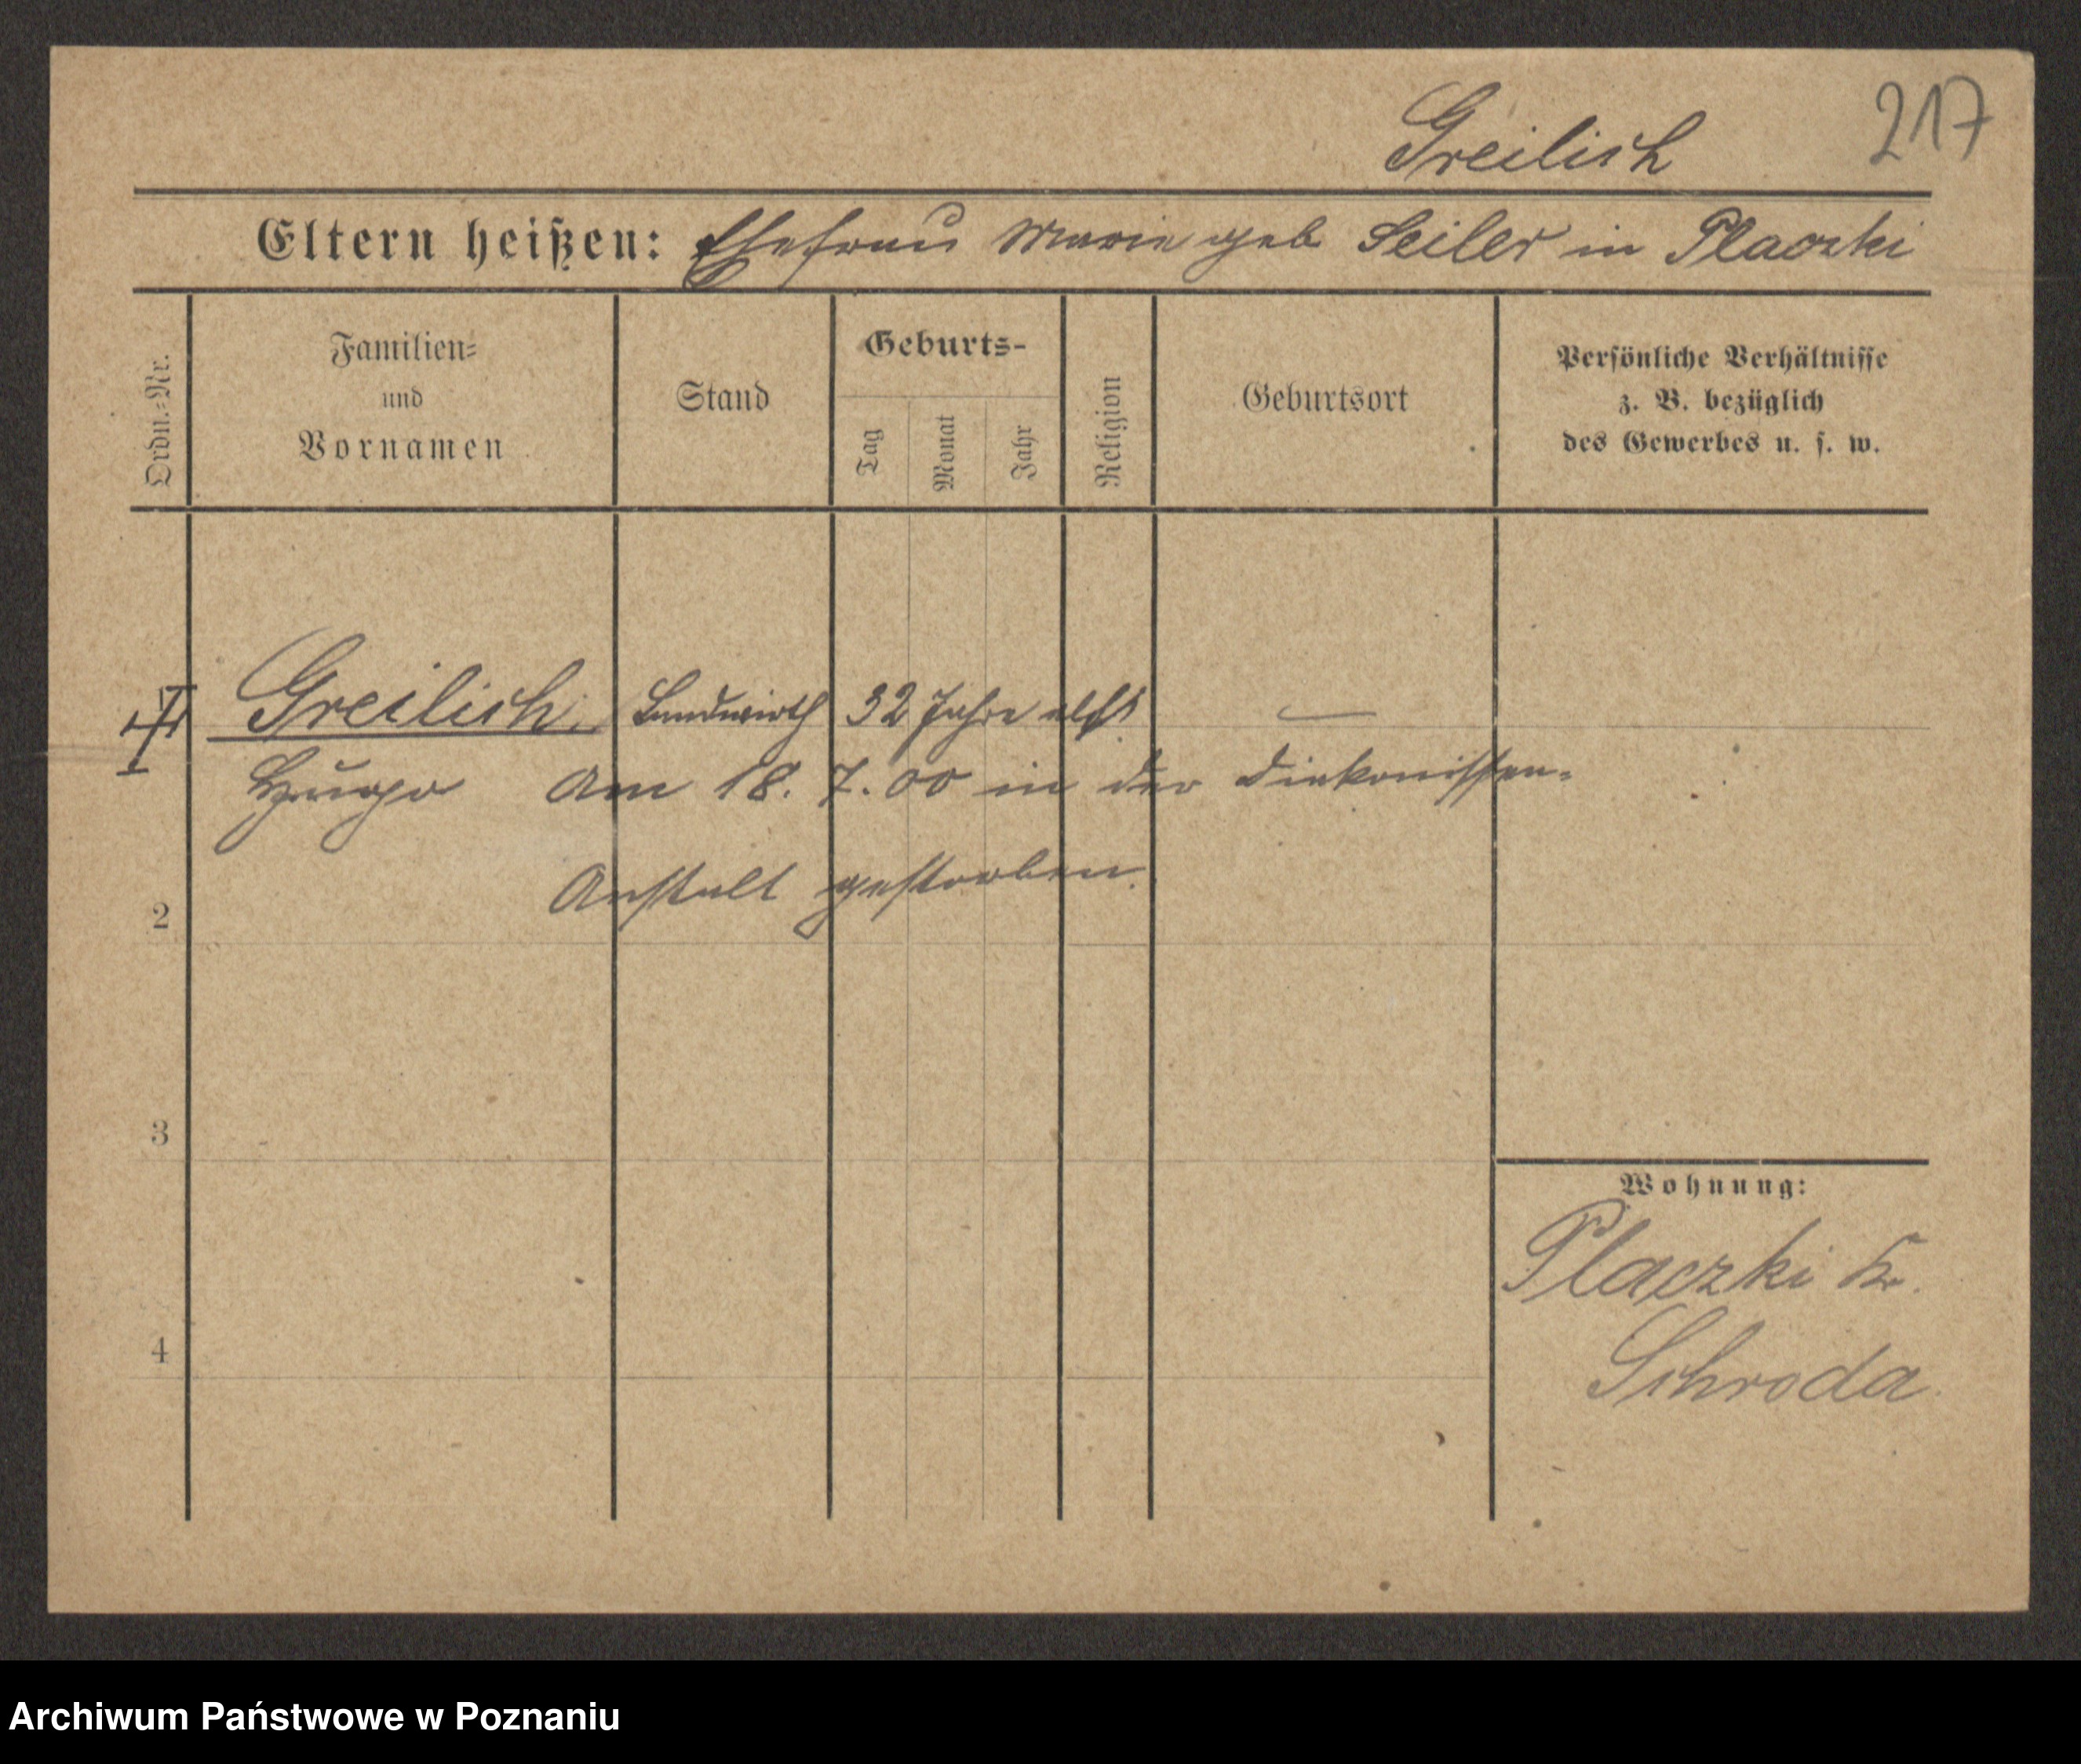 217
Greilich
Eltern heißen: Ehefrau Marie geb Seiler in Placzki
Ordn.=Nr.
Familien=
und
Vornamen
Stand
Geburts-
Tag
Monat
Jahr
Religion
Geburtsort
Persönliche Verhältnisse
z. B. bezüglich
des Gewerbes u. s. w.
Greilich Landwirth 32 Jahre alt —
Hugo Am 18. 7. 00 in der Diakonissen=
Anstalt gestorben.
2
3
4
Wohnung:
Placzki Kr.
Schroda
Archiwum Państwowe w Poznaniu